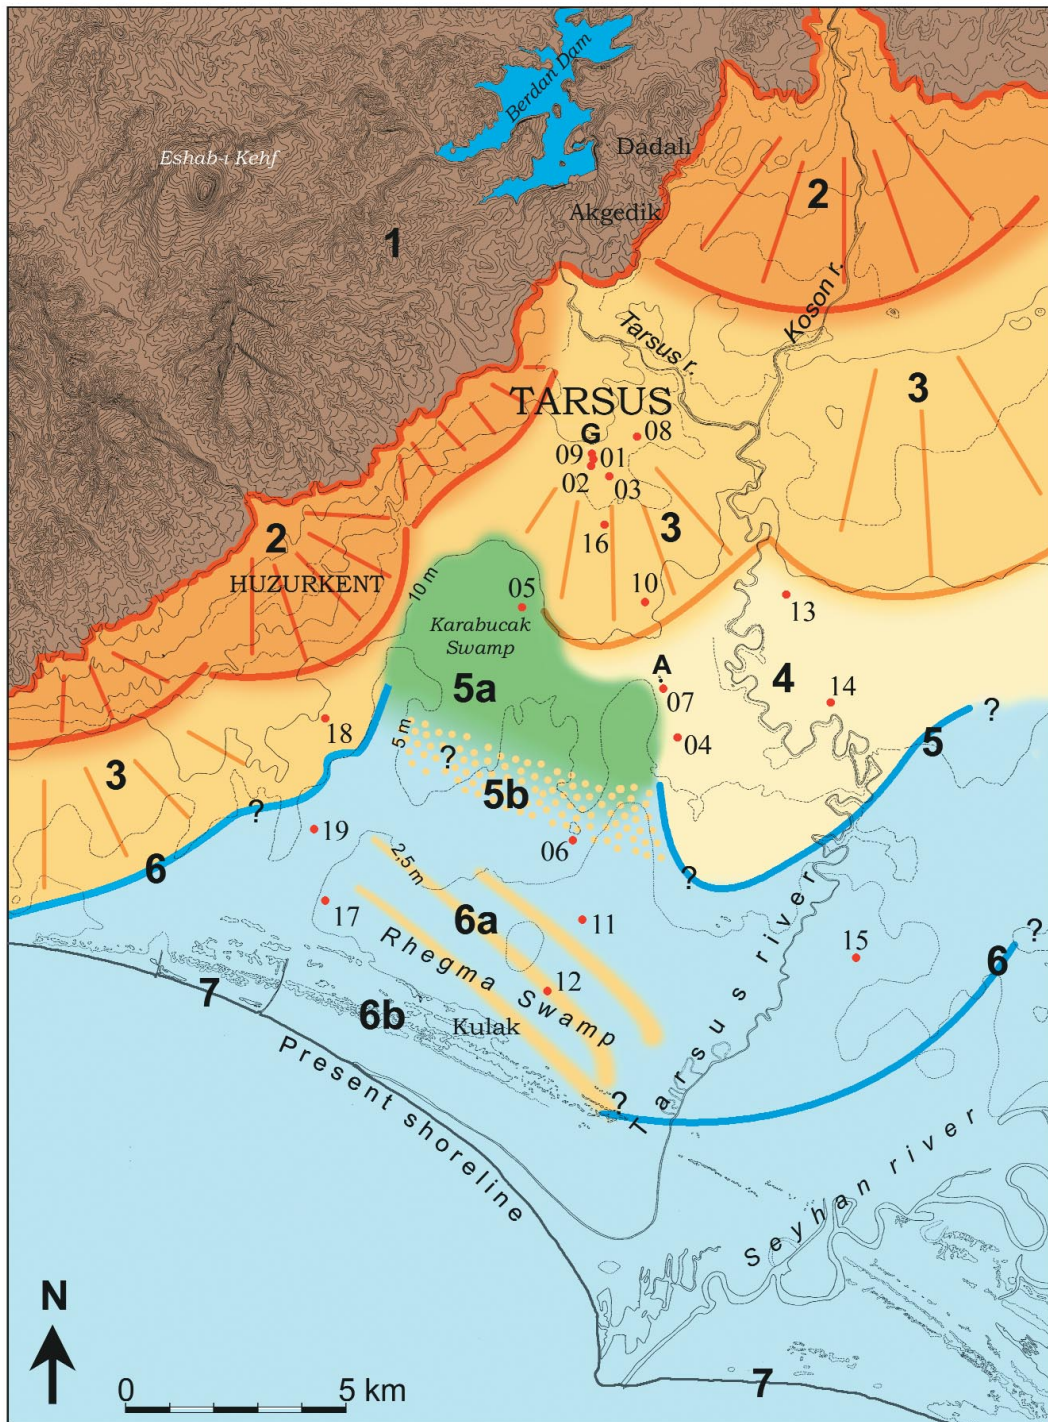 Berdan Dam
Eshab-ı Kehf
Dadalı
Akgedik
1
2
Koson r.
Tarsus r.
3
TARSUS
G
08
09
01
02
03
2
16
3
HUZURKENT
10 m
05
10
13
Karabucak
Swamp
A
5a
4
07
14
18
5 m
?
04
?
5
3
5b
?
19
06
6
2,5 m
?
17
6a
11
?
15
6
Rhegma Swamp
12
7
6b
Kulak
Tarsus river
Present shoreline
?
Seyhan river
N
0
5 km
7